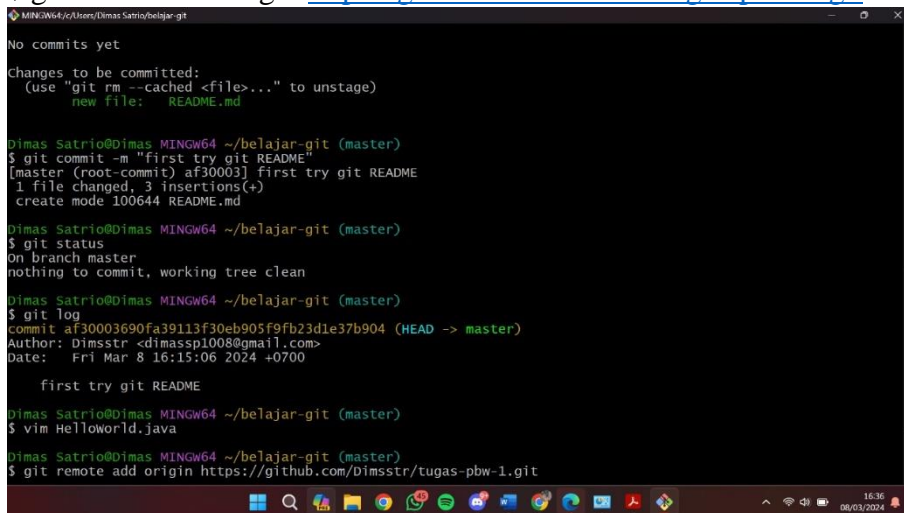 MINGW64:/c/Users/Dimas Satrio/belajar-git
No commits yet
Changes to be committed:
(use "git rm --cached <file>..." to unstage)
new file:   README.md
Dimas Satrio@Dimas MINGW64 ~/belajar-git (master)
$ git commit -m "first try git README"
[master (root-commit) af30003] first try git README
1 file changed, 3 insertions(+)
create mode 100644 README.md
Dimas Satrio@Dimas MINGW64 ~/belajar-git (master)
$ git status
On branch master
nothing to commit, working tree clean
Dimas Satrio@Dimas MINGW64 ~/belajar-git (master)
$ git log
commit af30003690fa39113f30eb905f9fb23d1e37b904 (HEAD -> master)
Author: Dimsstr <dimassp1008@gmail.com>
Date:   Fri Mar 8 16:15:06 2024 +0700
first try git README
Dimas Satrio@Dimas MINGW64 ~/belajar-git (master)
$ vim HelloWorld.java
Dimas Satrio@Dimas MINGW64 ~/belajar-git (master)
$ git remote add origin https://github.com/Dimsstr/tugas-pbw-1.git
16:36
08/03/2024